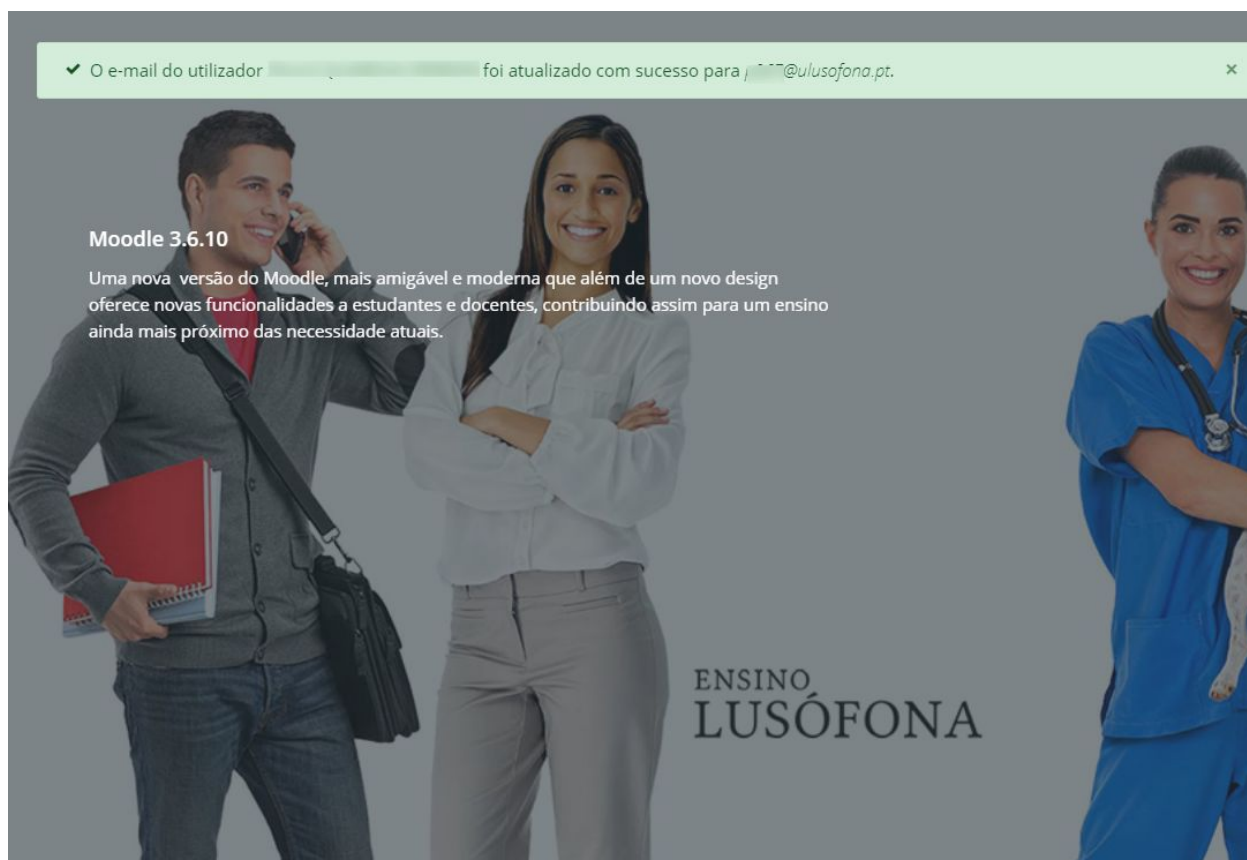 ✔ O e-mail do utilizador foi atualizado com sucesso para @ulusofona.pt. ×
Moodle 3.6.10
Uma nova versão do Moodle, mais amigável e moderna que além de um novo design
oferece novas funcionalidades a estudantes e docentes, contribuindo assim para um ensino
ainda mais próximo das necessidade atuais.
ENSINO
LUSÓFONA